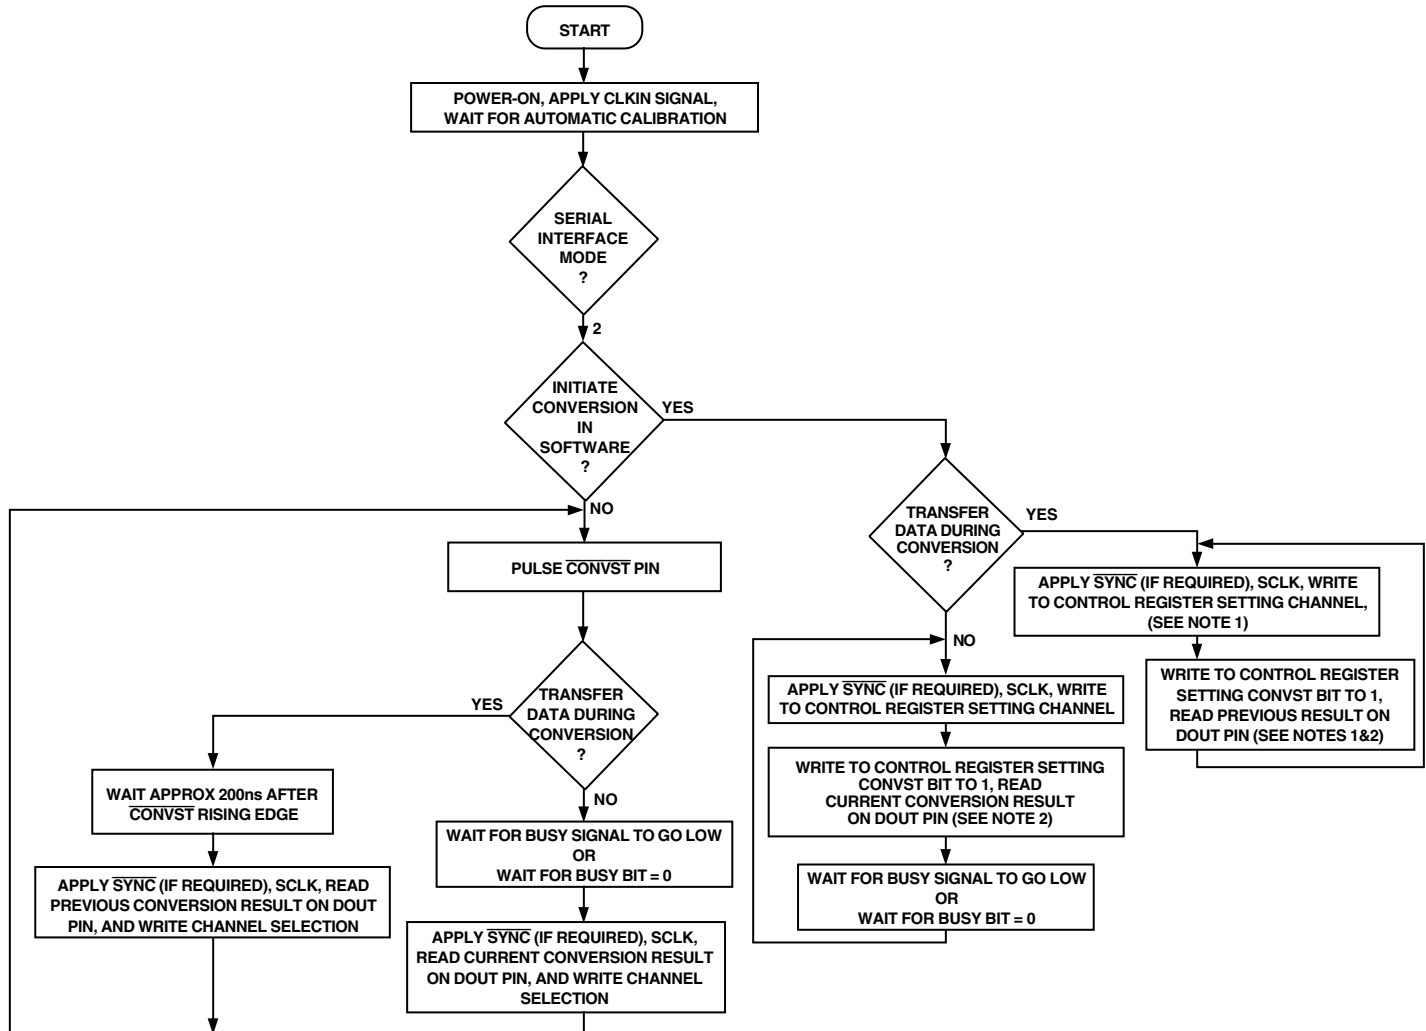 START
POWER-ON, APPLY CLKIN SIGNAL,
WAIT FOR AUTOMATIC CALIBRATION
SERIAL
INTERFACE
MODE
?
2
INITIATE
CONVERSION
IN
SOFTWARE
?
YES
NO
PULSE CONVST PIN
TRANSFER
DATA DURING
CONVERSION
?
YES
NO
WAIT APPROX 200ns AFTER
CONVST RISING EDGE
APPLY SYNC (IF REQUIRED), SCLK, READ
PREVIOUS CONVERSION RESULT ON DOUT
PIN, AND WRITE CHANNEL SELECTION
WAIT FOR BUSY SIGNAL TO GO LOW
OR
WAIT FOR BUSY BIT = 0
APPLY SYNC (IF REQUIRED), SCLK,
READ CURRENT CONVERSION RESULT
ON DOUT PIN, AND WRITE CHANNEL
SELECTION
TRANSFER
DATA DURING
CONVERSION
?
YES
NO
APPLY SYNC (IF REQUIRED), SCLK, WRITE
TO CONTROL REGISTER SETTING CHANNEL
WRITE TO CONTROL REGISTER SETTING
CONVST BIT TO 1, READ
CURRENT CONVERSION RESULT
ON DOUT PIN (SEE NOTE 2)
WAIT FOR BUSY SIGNAL TO GO LOW
OR
WAIT FOR BUSY BIT = 0
APPLY SYNC (IF REQUIRED), SCLK, WRITE
TO CONTROL REGISTER SETTING CHANNEL,
(SEE NOTE 1)
WRITE TO CONTROL REGISTER
SETTING CONVST BIT TO 1,
READ PREVIOUS RESULT ON
DOUT PIN (SEE NOTES 1&2)